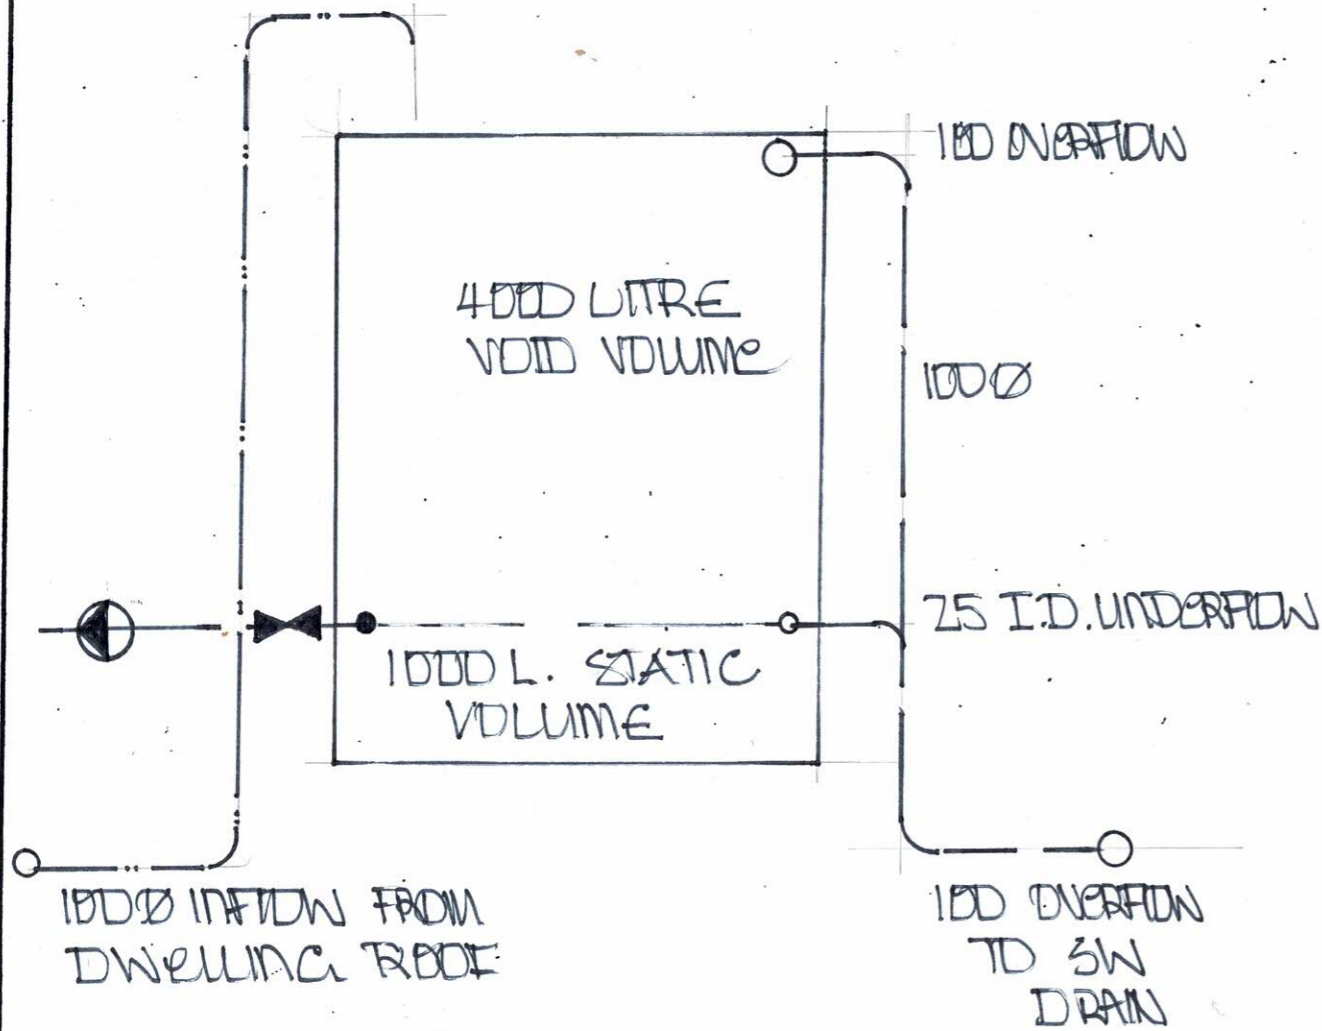 100 OVERFLOW
4000 LITRE
VOID VOLUME
100Ø
25 I.D. UNDERFLOW
1000 L. STATIC
VOLUME
100Ø INFLOW FROM
DWELLING ROOF
100 OVERFLOW
TO SW
DRAIN